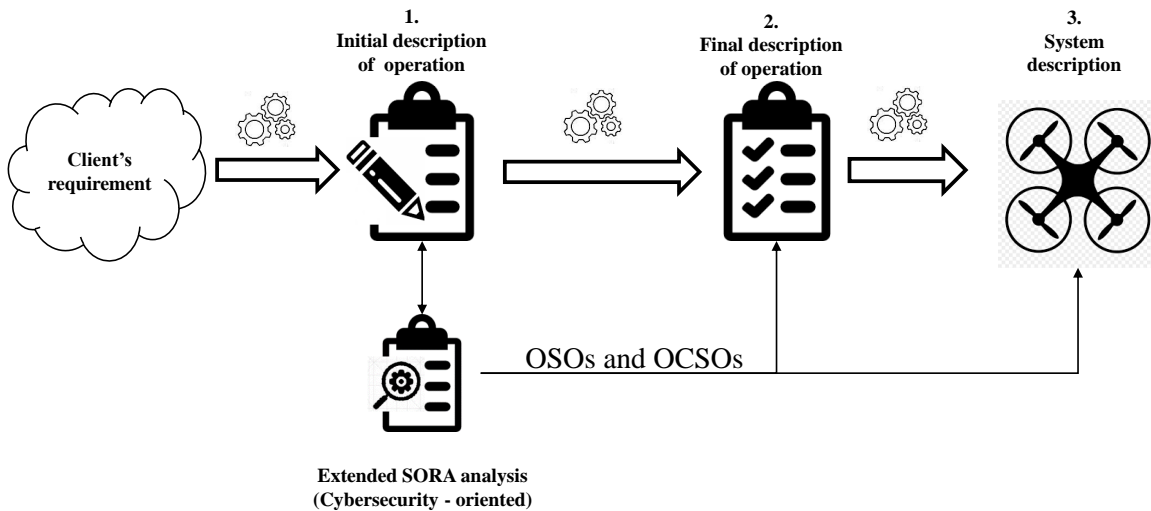 1.
Initial description
of  operation
2.
Final description
of operation
3.
System
description
Client's
requirement
OSOs and OCSOs
Extended SORA analysis
(Cybersecurity - oriented)